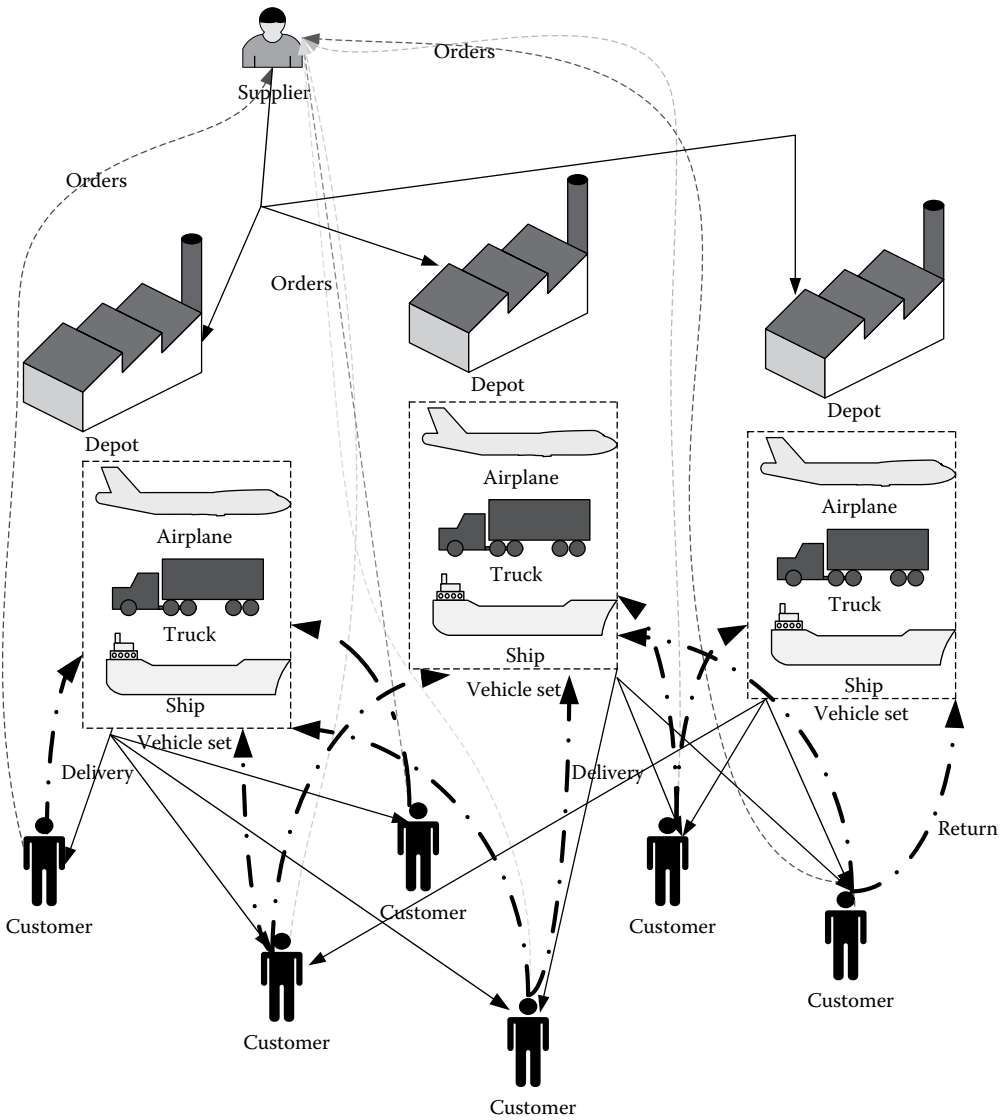 Orders
Supplier
Orders
Orders
Depot
Depot
Depot
Airplane
Airplane
Airplane
Truck
Truck
Truck
Ship
Ship
Ship
Vehicle set
Vehicle set
Vehicle set
Delivery
Delivery
Return
Customer
Customer
Customer
Customer
Customer
Customer